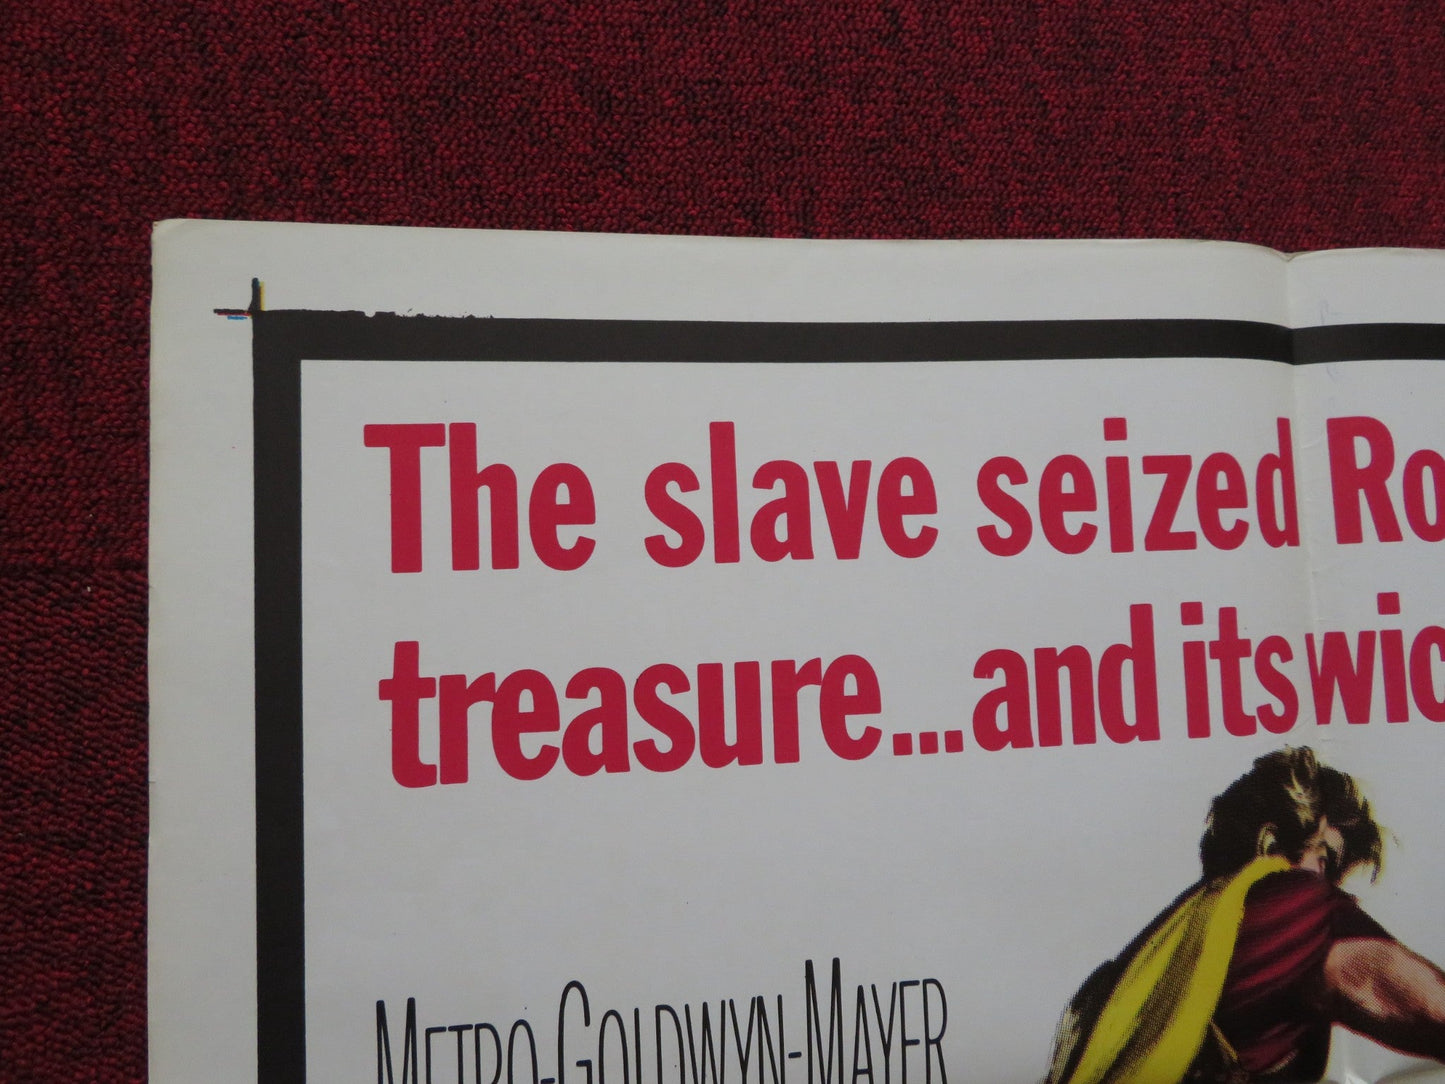 The slave seized Ro
treasure...and its wic
METRO-GOLDWYN-MAYER